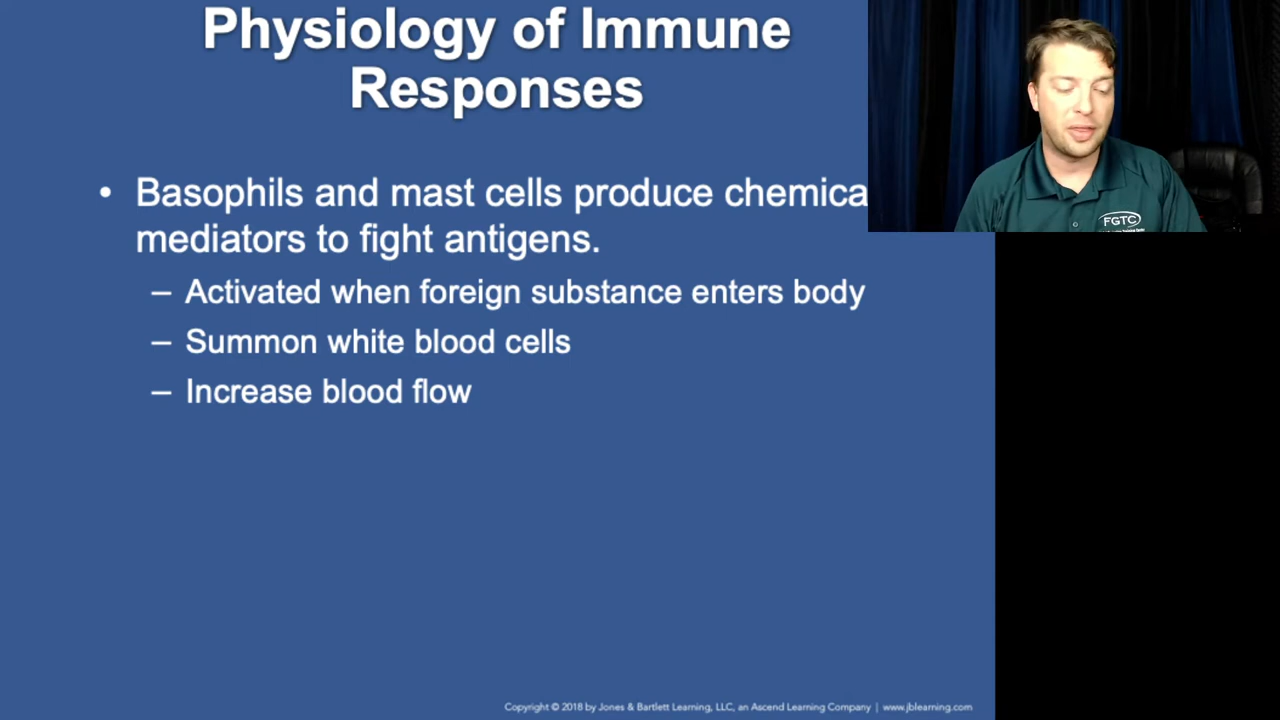 Physiology of Immune
Responses
• Basophils and mast cells produce chemica
mediators to fight antigens.
– Activated when foreign substance enters body
– Summon white blood cells
– Increase blood flow
FGTC
Copyright © 2018 by Jones & Bartlett Learning, LLC, an Ascend Learning Company | www.jblearning.com